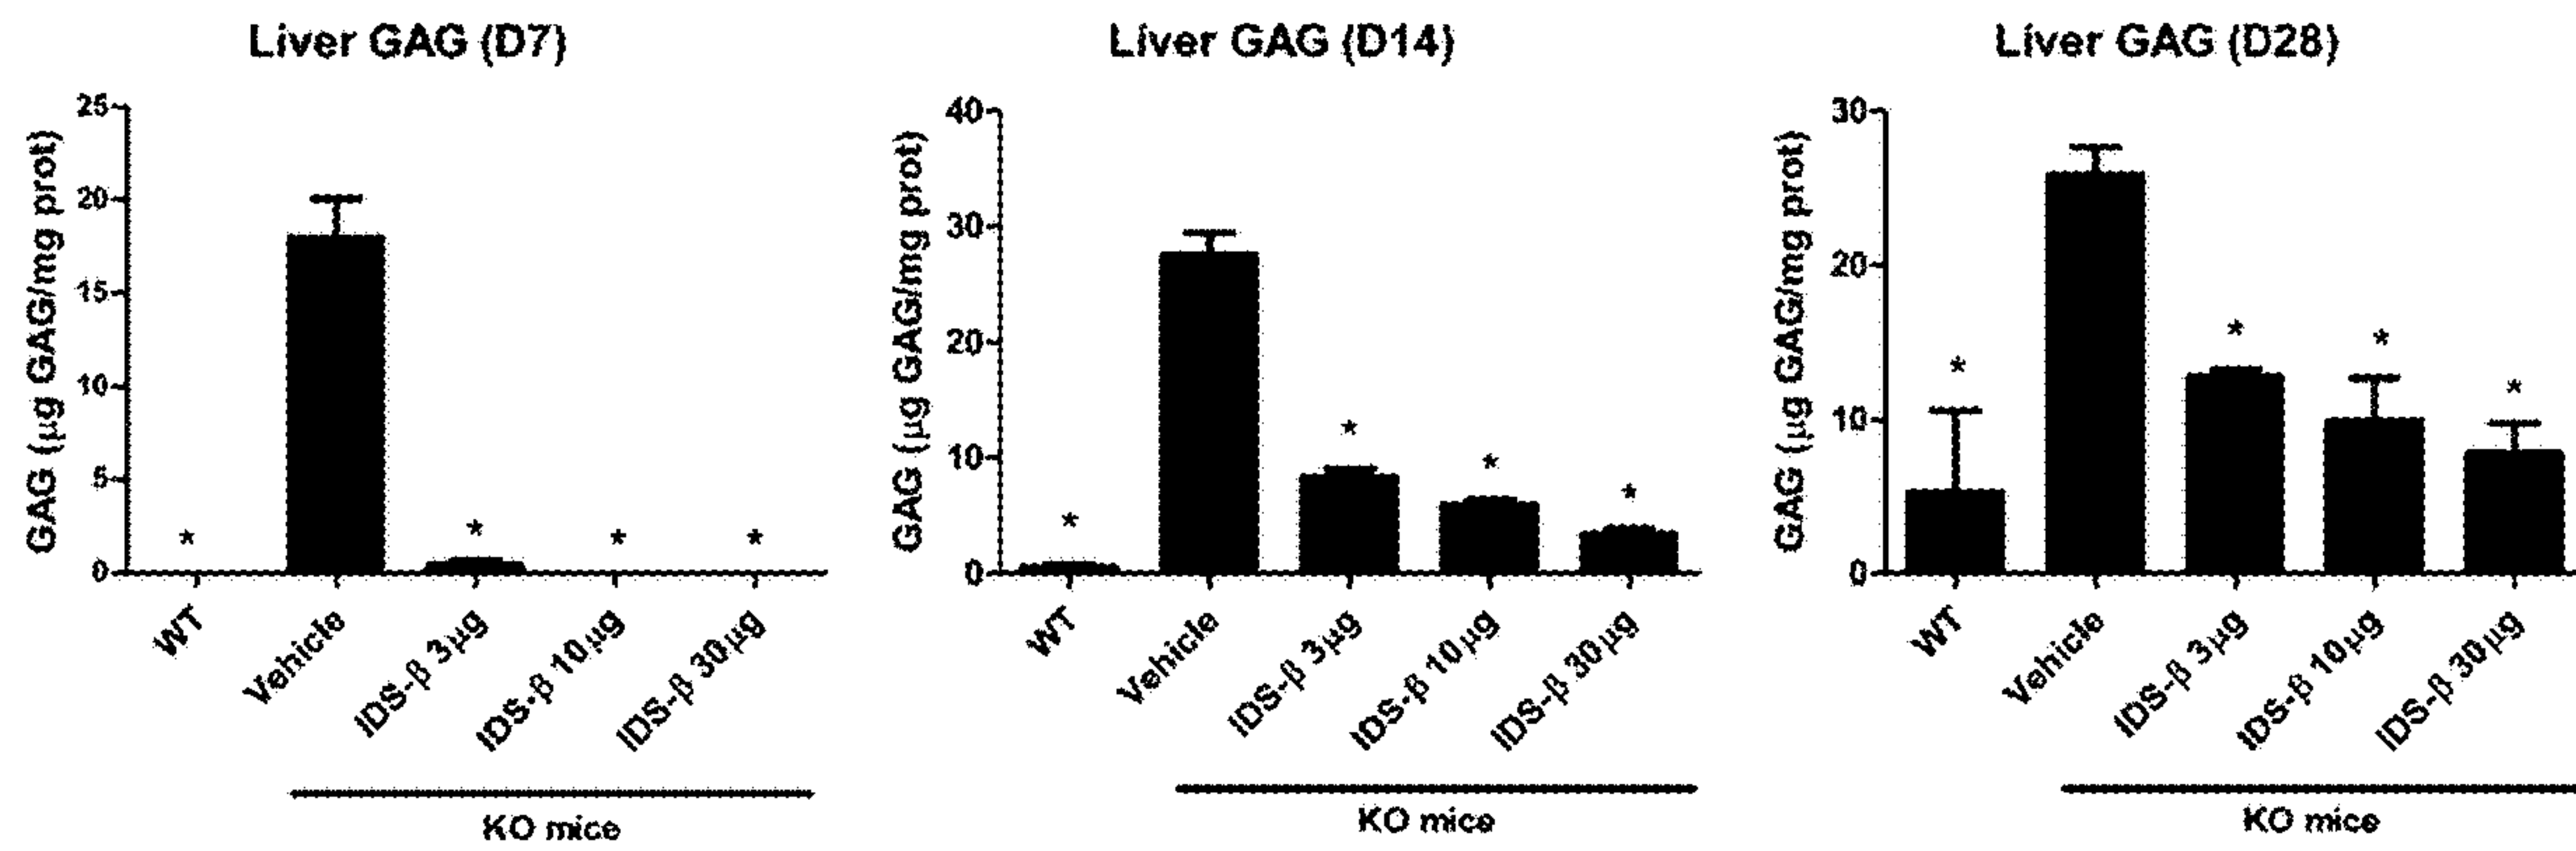 Liver GAG (D7)
GAG (µg GAG/mg prot)
25
20
15
10
5
0
*
*
*
*
WT
Vehicle
IDS-β 3µg
IDS-β 10µg
IDS-β 30µg
KO mice
Liver GAG (D14)
GAG (µg GAG/mg prot)
40
30
20
10
0
*
*
*
*
WT
Vehicle
IDS-β 3µg
IDS-β 10µg
IDS-β 30µg
KO mice
Liver GAG (D28)
GAG (µg GAG/mg prot)
30
20
10
0
*
*
*
*
WT
Vehicle
IDS-β 3µg
IDS-β 10µg
IDS-β 30µg
KO mice